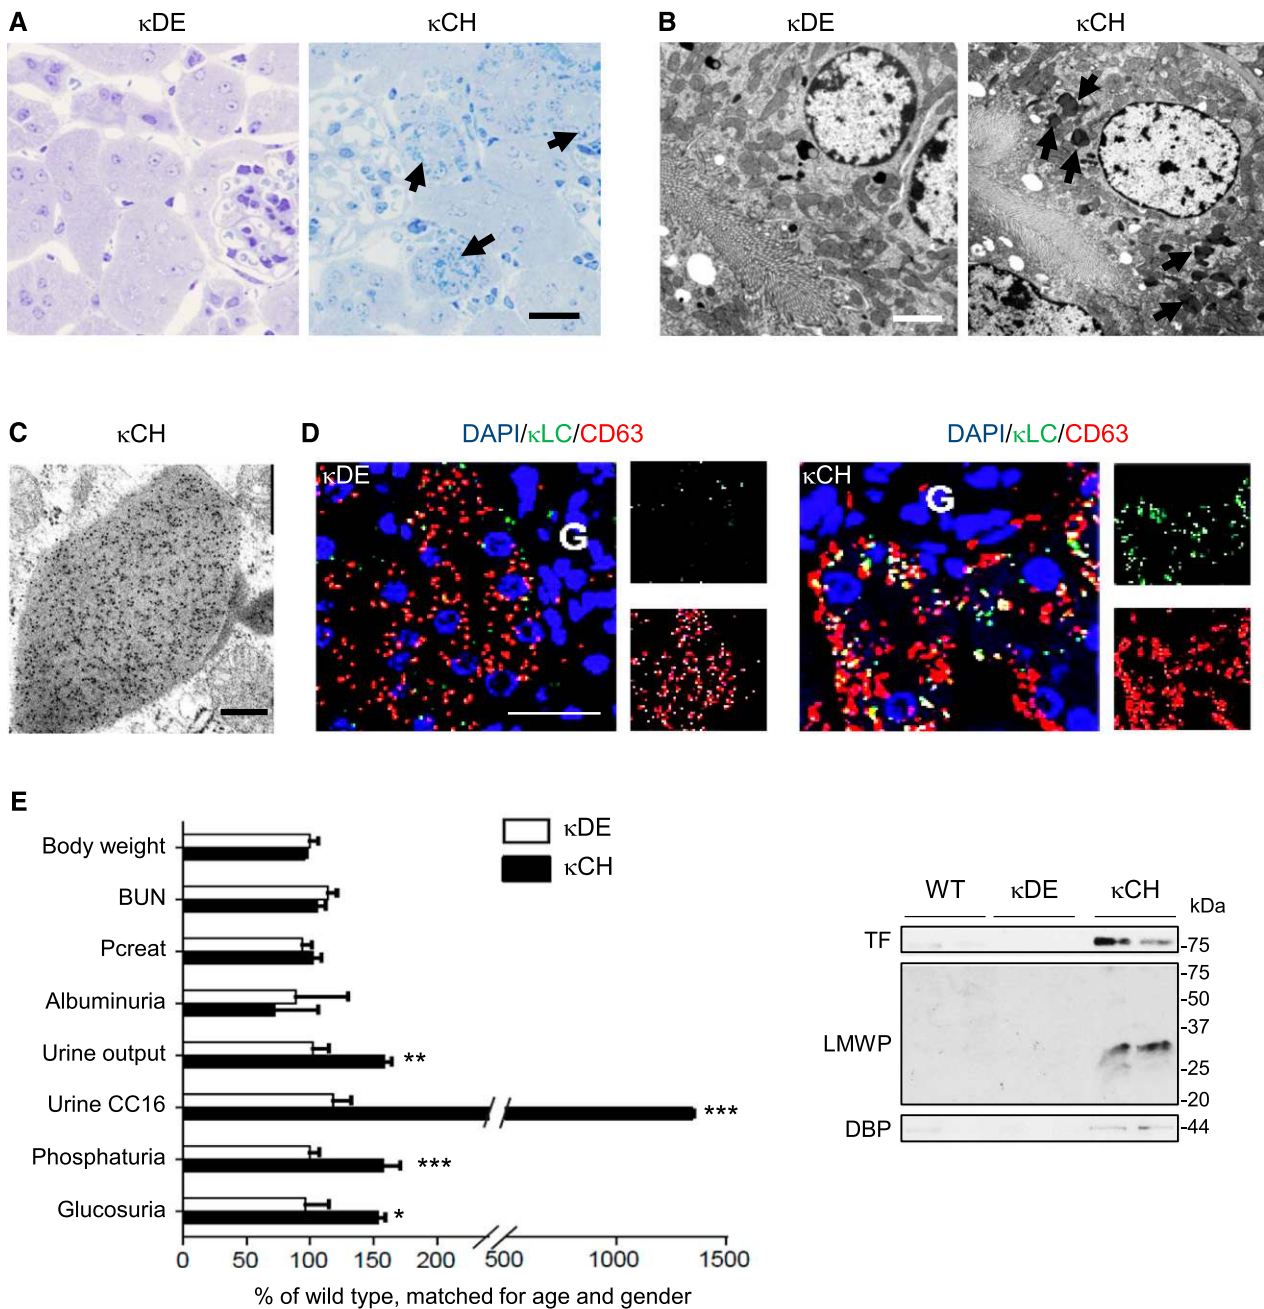 A
κDE
κCH
B
κDE
κCH
C
κCH
D
DAPI/κLC/CD63
κDE
G
DAPI/κLC/CD63
κCH
G
E
κDE
κCH
Body weight
BUN
Pcreat
Albuminuria
Urine output
**
Urine CC16
***
Phosphaturia
***
Glucosuria
*
0 50 100 150 200 500 1000 1500
% of wild type, matched for age and gender
WT κDE κCH kDa
TF
-75
-75
-50
-37
LMWP
-25
-20
DBP
-44